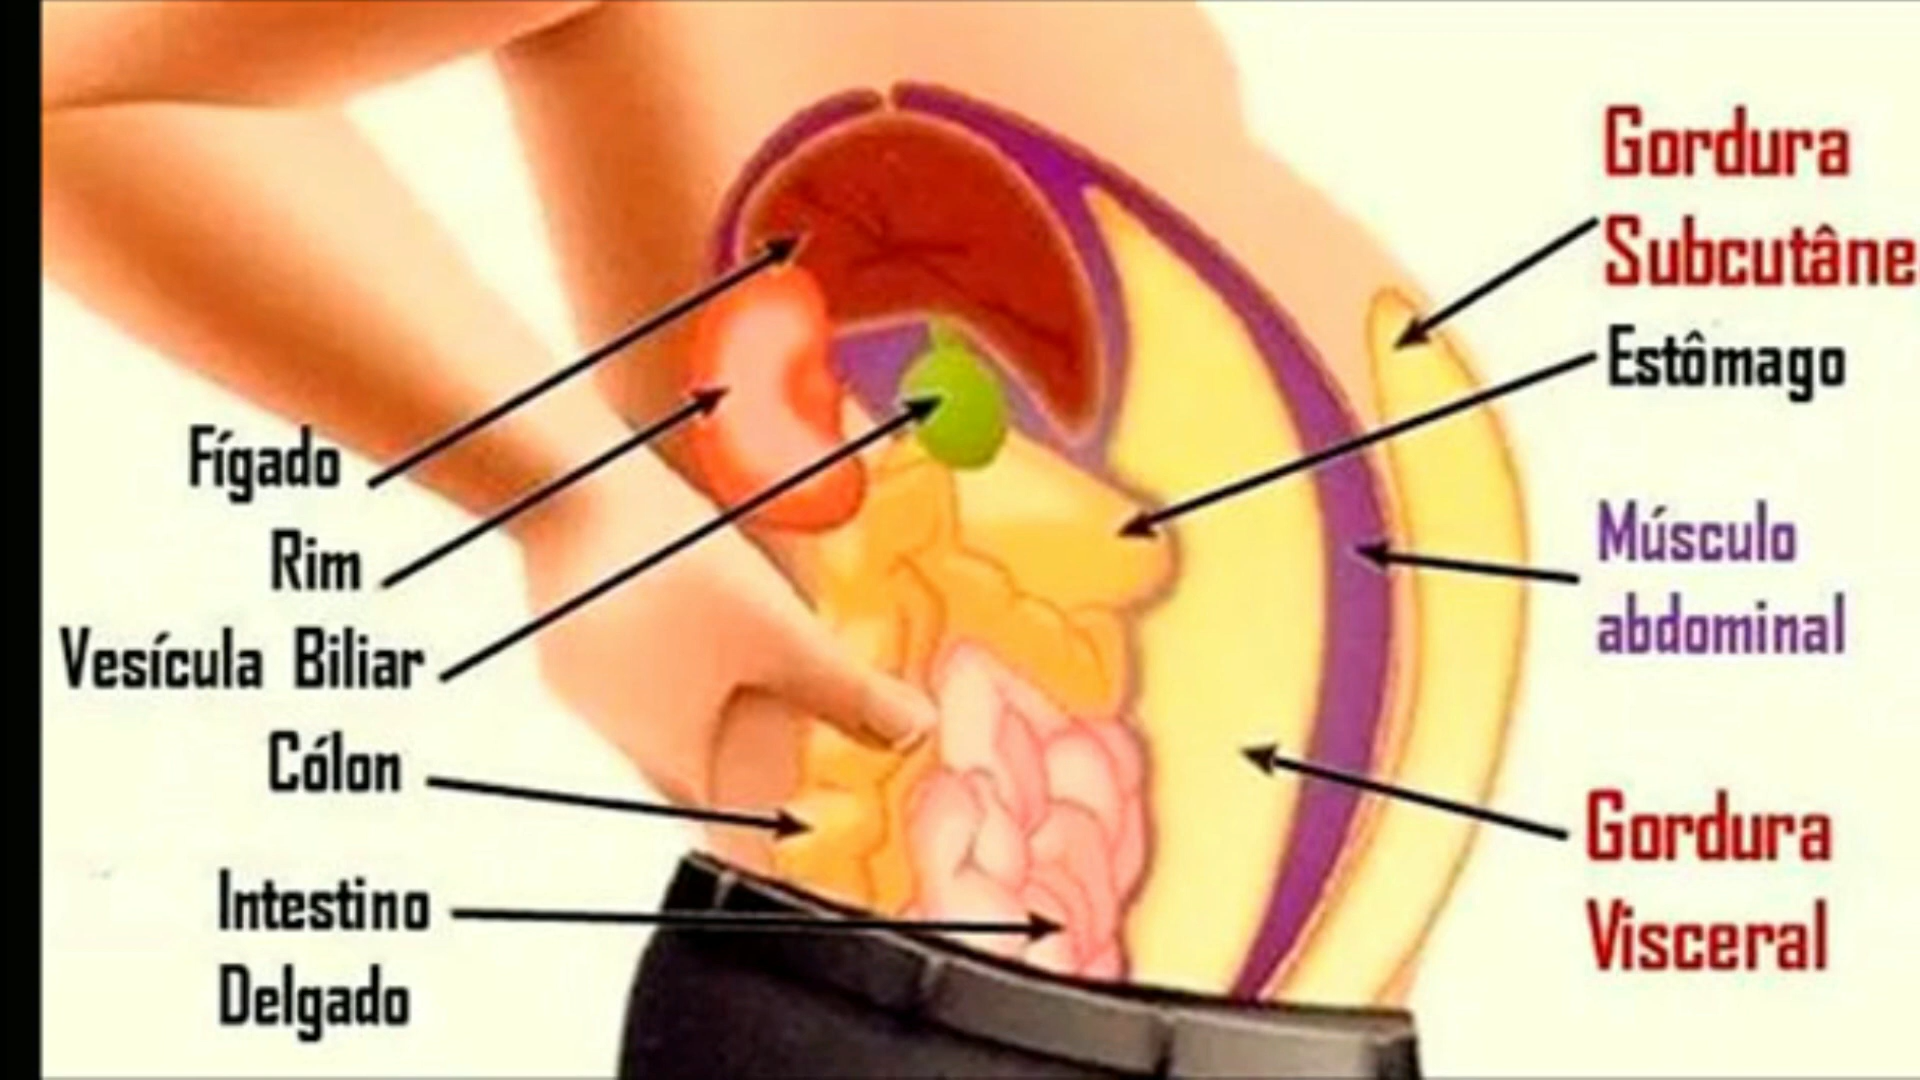 Fígado
Rim
Vesícula Biliar
Cólon
Intestino
Delgado
Gordura
Subcutâne
Estômago
Músculo
abdominal
Gordura
Visceral